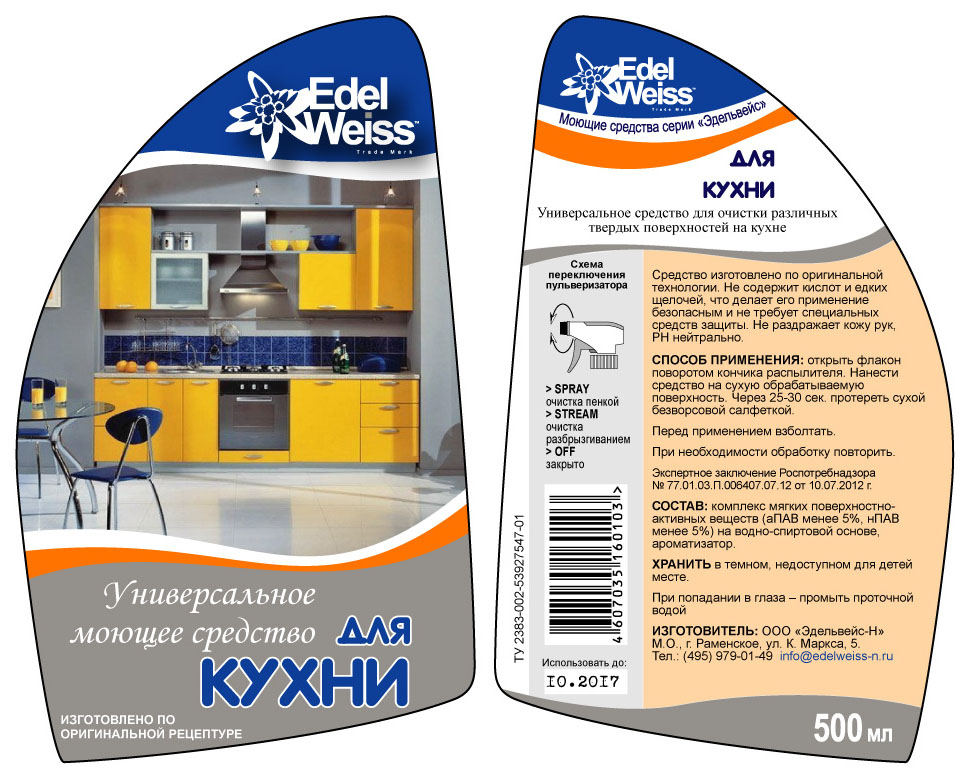 Edel
Weiss™
Trade Mark
Универсальное
моющее средство для
КУХНИ
ИЗГОТОВЛЕНО ПО
ОРИГИНАЛЬНОЙ РЕЦЕПТУРЕ
Edel
Weiss™
Trade Mark
Моющие средства серии «Эдельвейс»
для
КУХНИ
Универсальное средство для очистки различных
твердых поверхностей на кухне
Схема
переключения
пульверизатора
> SPRAY
очистка пенкой
> STREAM
очистка
разбрызгиванием
> OFF
закрыто
4 607035 160103 >
ТУ 2383-002-53927547-01
Использовать до:
10.2017
Средство изготовлено по оригинальной
технологии. Не содержит кислот и едких
щелочей, что делает его применение
безопасным и не требует специальных
средств защиты. Не раздражает кожу рук,
PH нейтрально.
СПОСОБ ПРИМЕНЕНИЯ: открыть флакон
поворотом кончика распылителя. Нанести
средство на сухую обрабатываемую
поверхность. Через 25-30 сек. протереть сухой
безворсовой салфеткой.
Перед применением взболтать.
При необходимости обработку повторить.
Экспертное заключение Роспотребнадзора
№ 77.01.03.П.006407.07.12 от 10.07.2012 г.
СОСТАВ: комплекс мягких поверхностно-
активных веществ (аПАВ менее 5%, нПАВ
менее 5%) на водно-спиртовой основе,
ароматизатор.
ХРАНИТЬ в темном, недоступном для детей
месте.
При попадании в глаза – промыть проточной
водой
ИЗГОТОВИТЕЛЬ: ООО «Эдельвейс-Н»
М.О., г. Раменское, ул. К. Маркса, 5.
Тел.: (495) 979-01-49 info@edelweiss-n.ru
500 мл